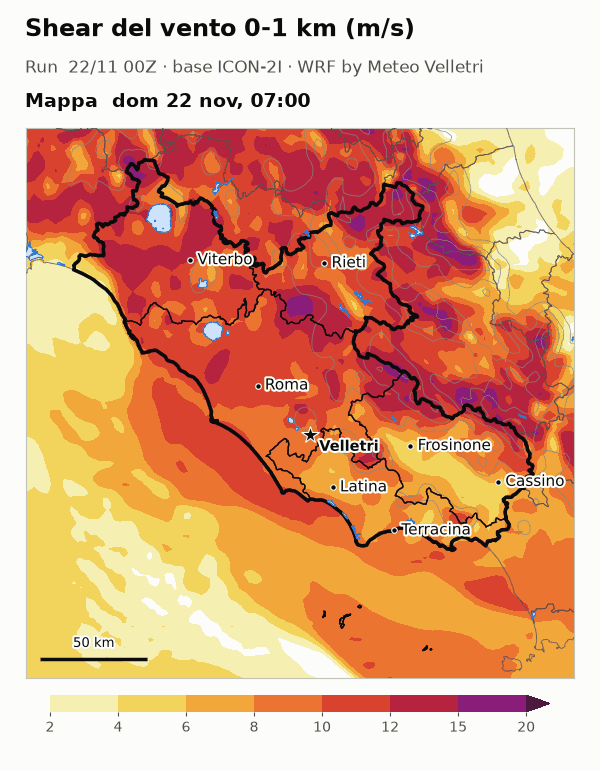 Shear del vento 0-1 km (m/s)
Run  22/11 00Z · base ICON-2I · WRF by Meteo Velletri
Mappa  dom 22 nov, 07:00
Viterbo
Rieti
Roma
Velletri
Frosinone
Cassino
Latina
Terracina
50 km
2 4 6 8 10 12 15 20